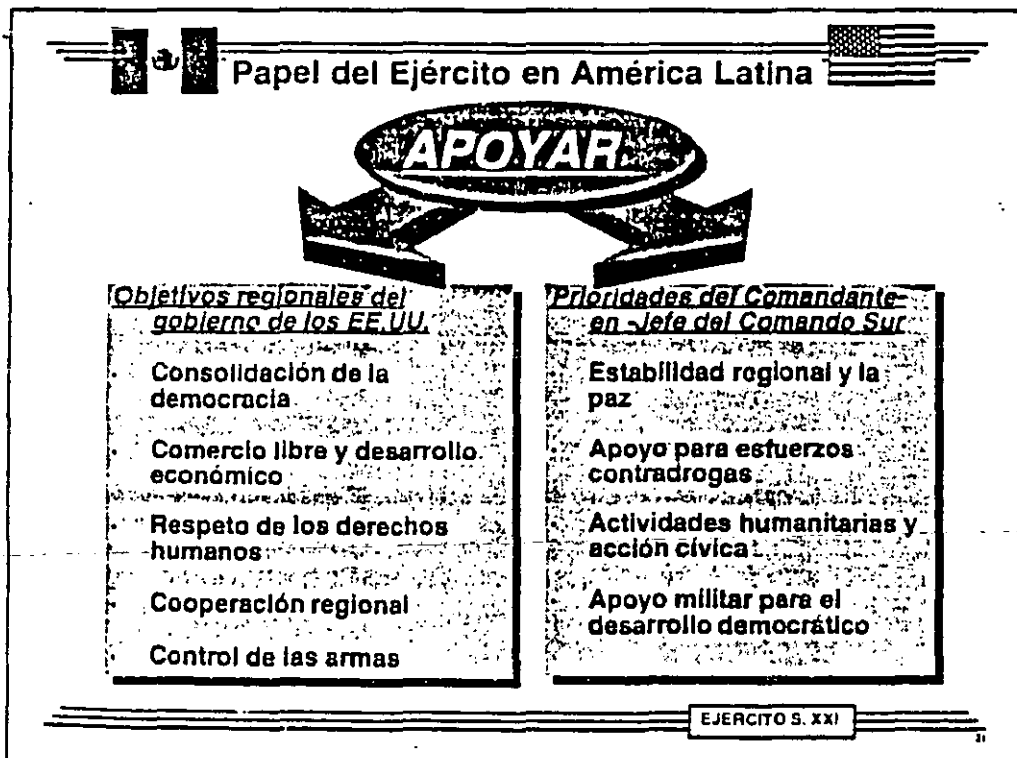 Papel del Ejército en América Latina
APOYAR
Objetivos regionales del
gobierno de los EE.UU.
Consolidación de la
democracia
Comercio libre y desarrollo
económico
Respeto de los derechos
humanos
Cooperación regional
Control de las armas
Prioridades del Comandante-
en -Jefe del Comando Sur
Estabilidad regional y la
paz
Apoyo para esfuerzos
contradrogas
Actividades humanitarias y
acción cívica
Apoyo militar para el
desarrollo democrático
EJERCITO S. XXI